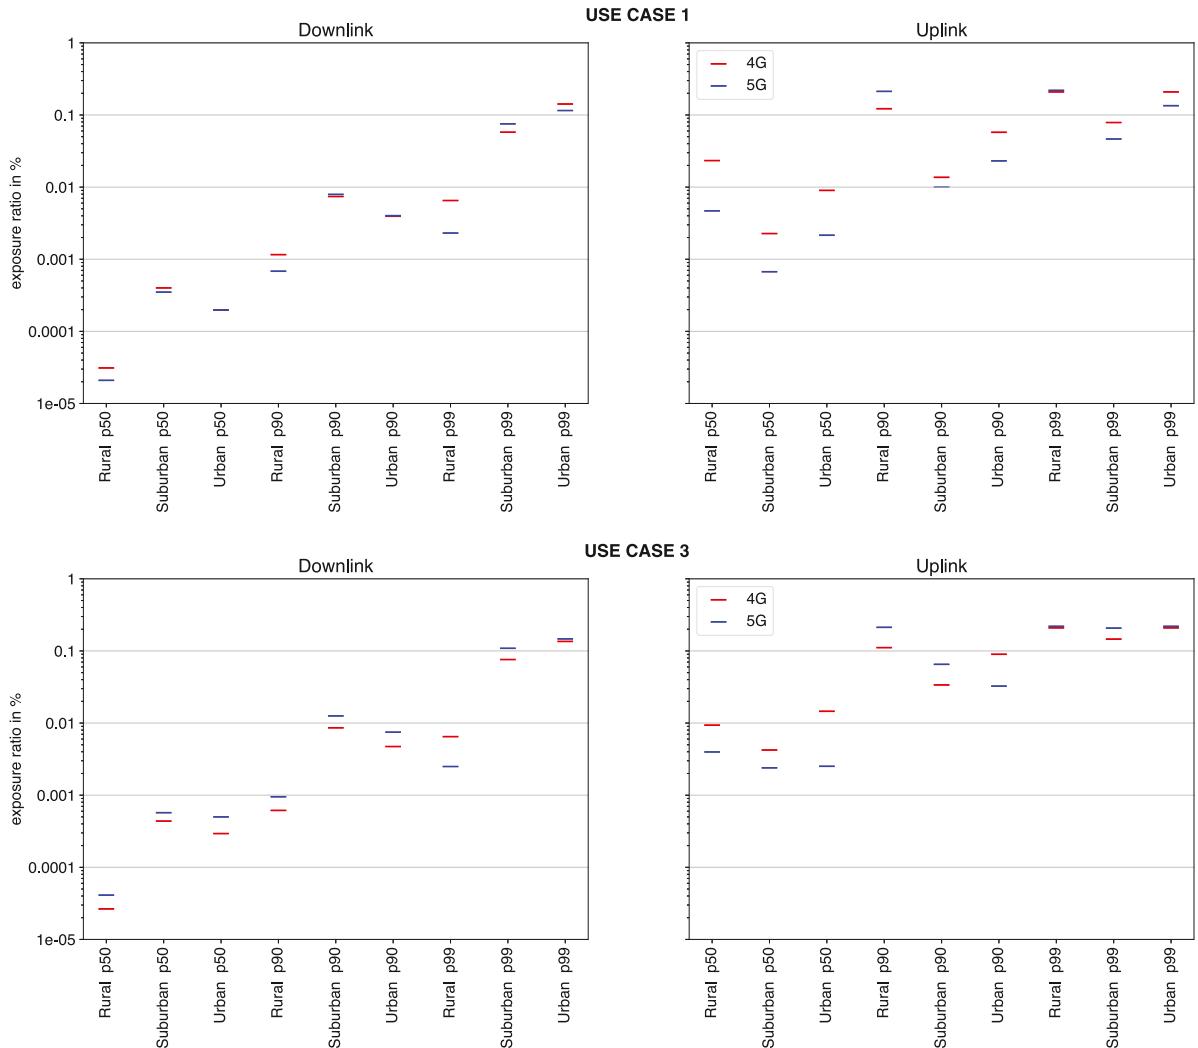 USE CASE 1
Downlink
Uplink
1
0.1
0.01
0.001
0.0001
1e-05
exposure ratio in %
4G
5G
Rural p50
Suburban p50
Urban p50
Rural p90
Suburban p90
Urban p90
Rural p99
Suburban p99
Urban p99
Rural p50
Suburban p50
Urban p50
Rural p90
Suburban p90
Urban p90
Rural p99
Suburban p99
Urban p99
USE CASE 3
Downlink
Uplink
1
0.1
0.01
0.001
0.0001
1e-05
exposure ratio in %
4G
5G
Rural p50
Suburban p50
Urban p50
Rural p90
Suburban p90
Urban p90
Rural p99
Suburban p99
Urban p99
Rural p50
Suburban p50
Urban p50
Rural p90
Suburban p90
Urban p90
Rural p99
Suburban p99
Urban p99